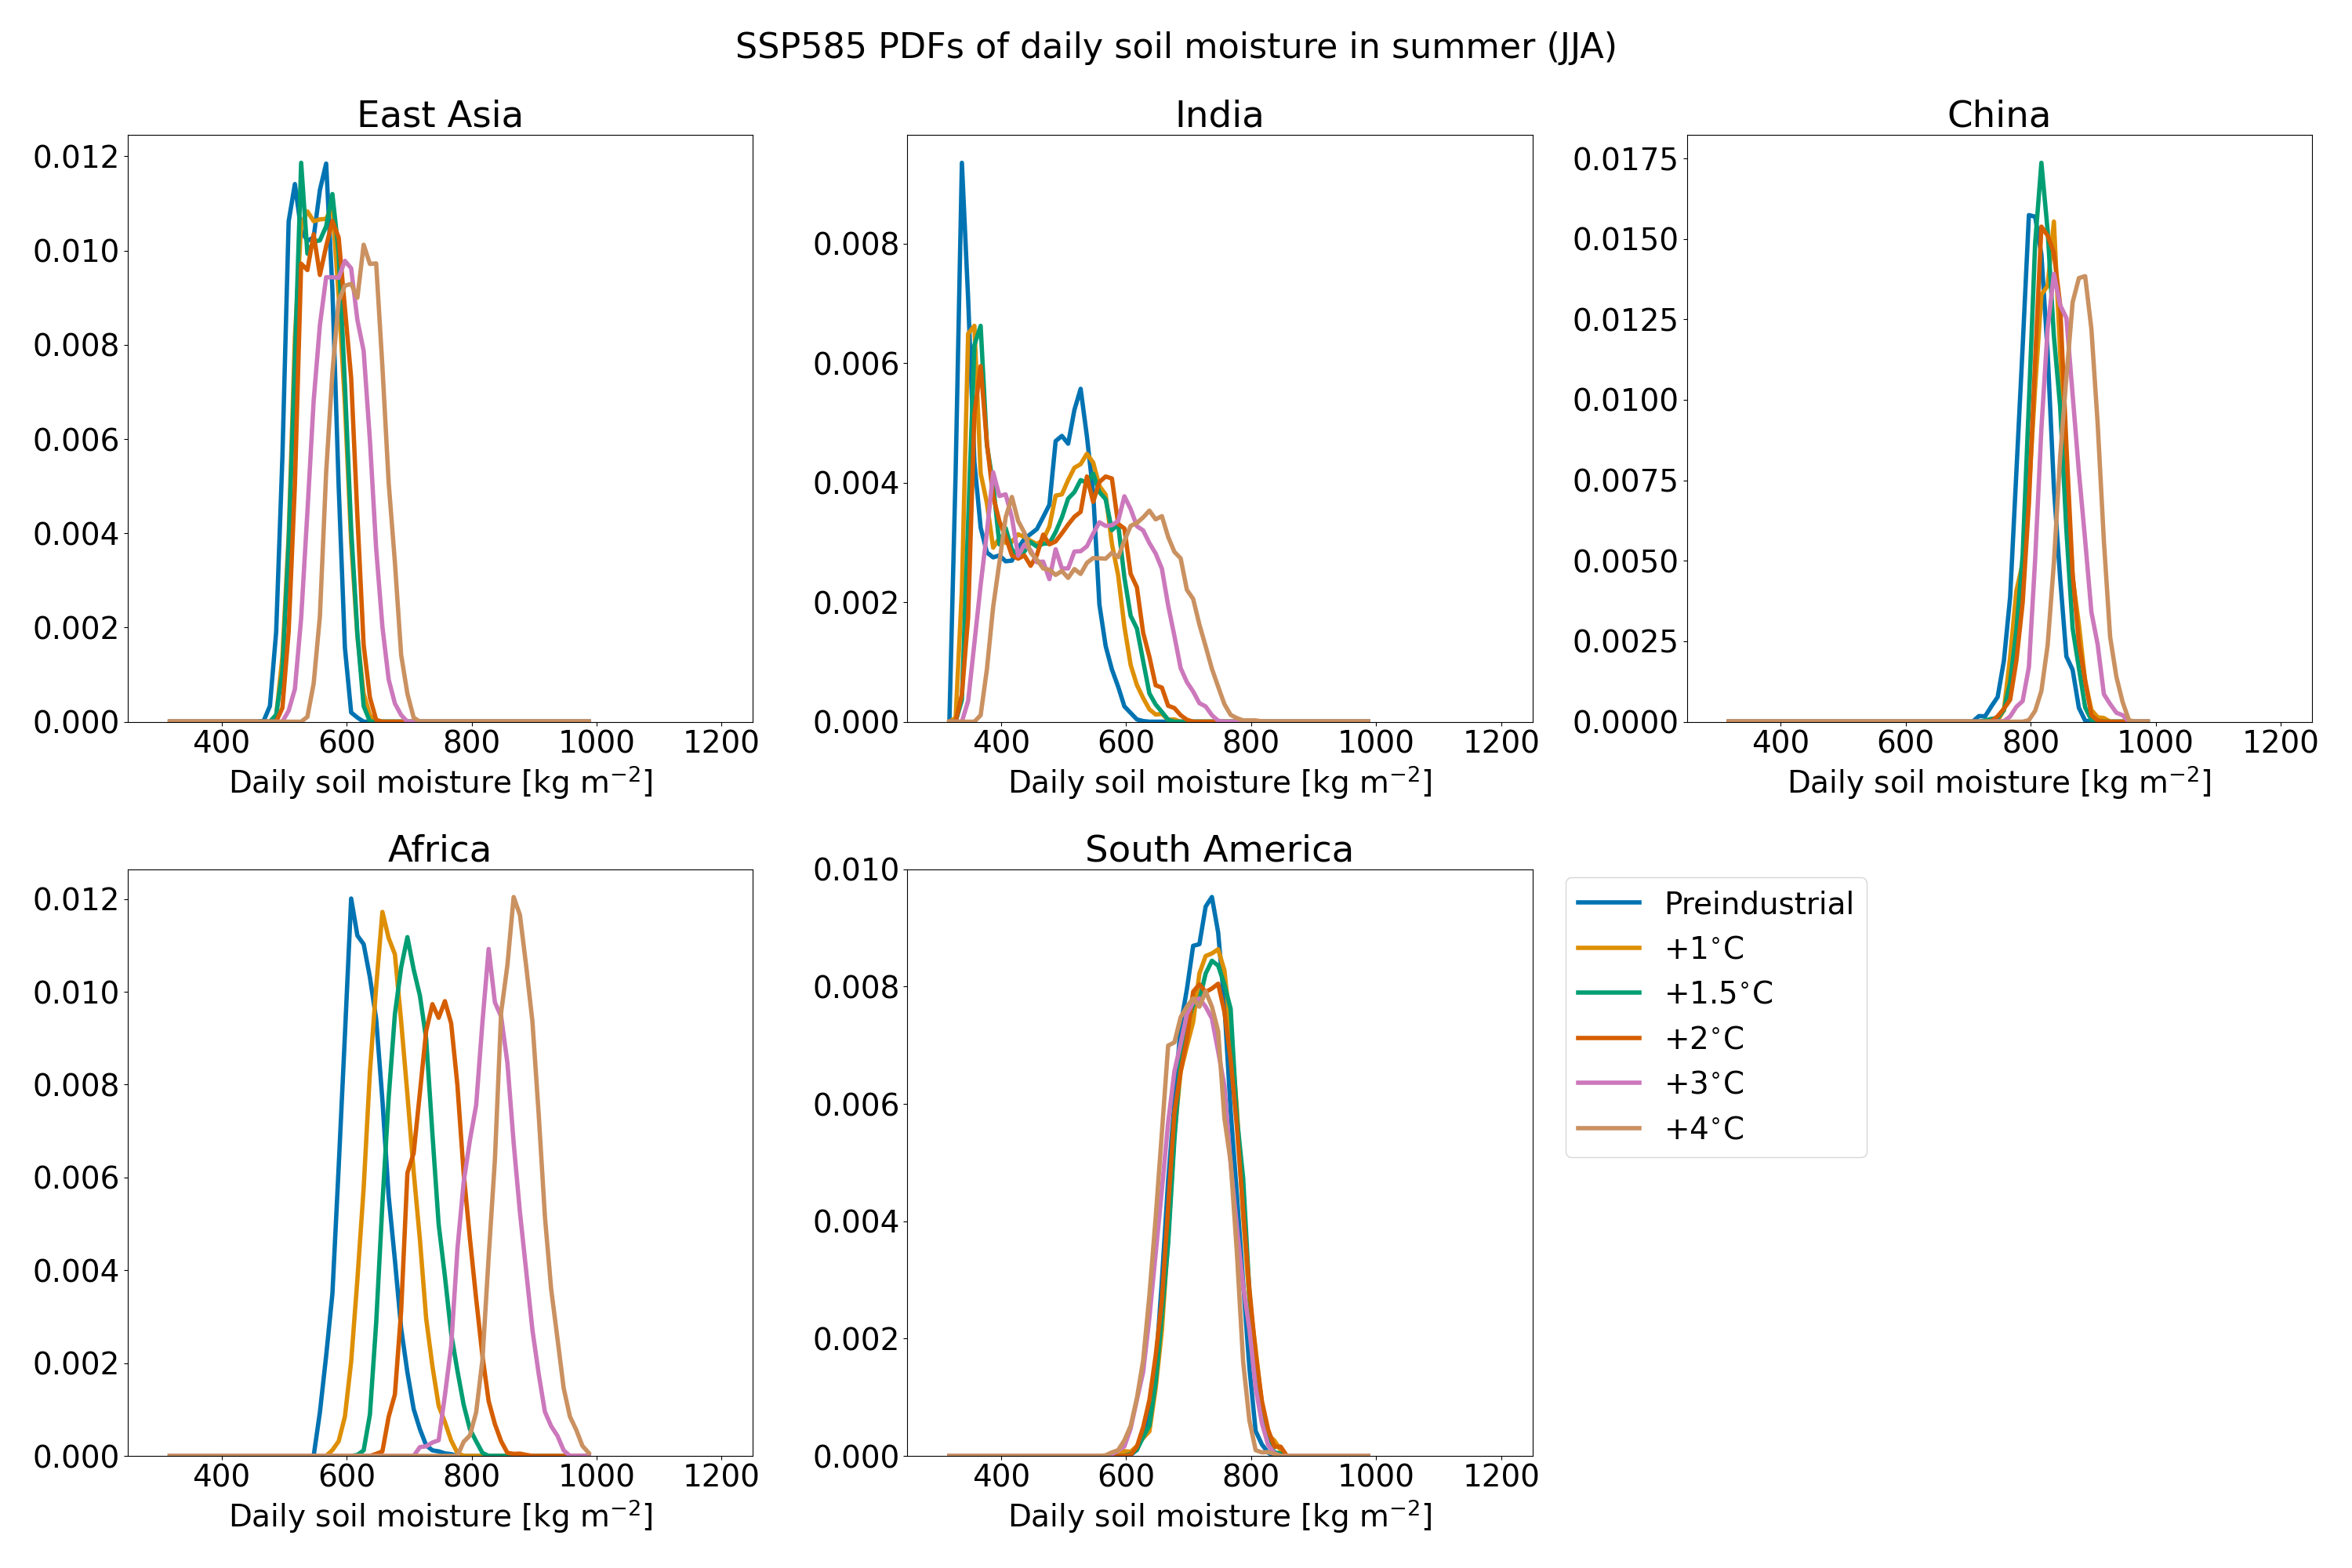 SSP585 PDFs of daily soil moisture in summer (JJA)
East Asia
0.012
0.010
0.008
0.006
0.004
0.002
0.000
400 600 800 1000 1200
Daily soil moisture [kg m⁻²]
India
0.008
0.006
0.004
0.002
0.000
400 600 800 1000 1200
Daily soil moisture [kg m⁻²]
China
0.0175
0.0150
0.0125
0.0100
0.0075
0.0050
0.0025
0.0000
400 600 800 1000 1200
Daily soil moisture [kg m⁻²]
Africa
0.012
0.010
0.008
0.006
0.004
0.002
0.000
400 600 800 1000 1200
Daily soil moisture [kg m⁻²]
South America
0.010
0.008
0.006
0.004
0.002
0.000
400 600 800 1000 1200
Daily soil moisture [kg m⁻²]
Preindustrial
+1°C
+1.5°C
+2°C
+3°C
+4°C